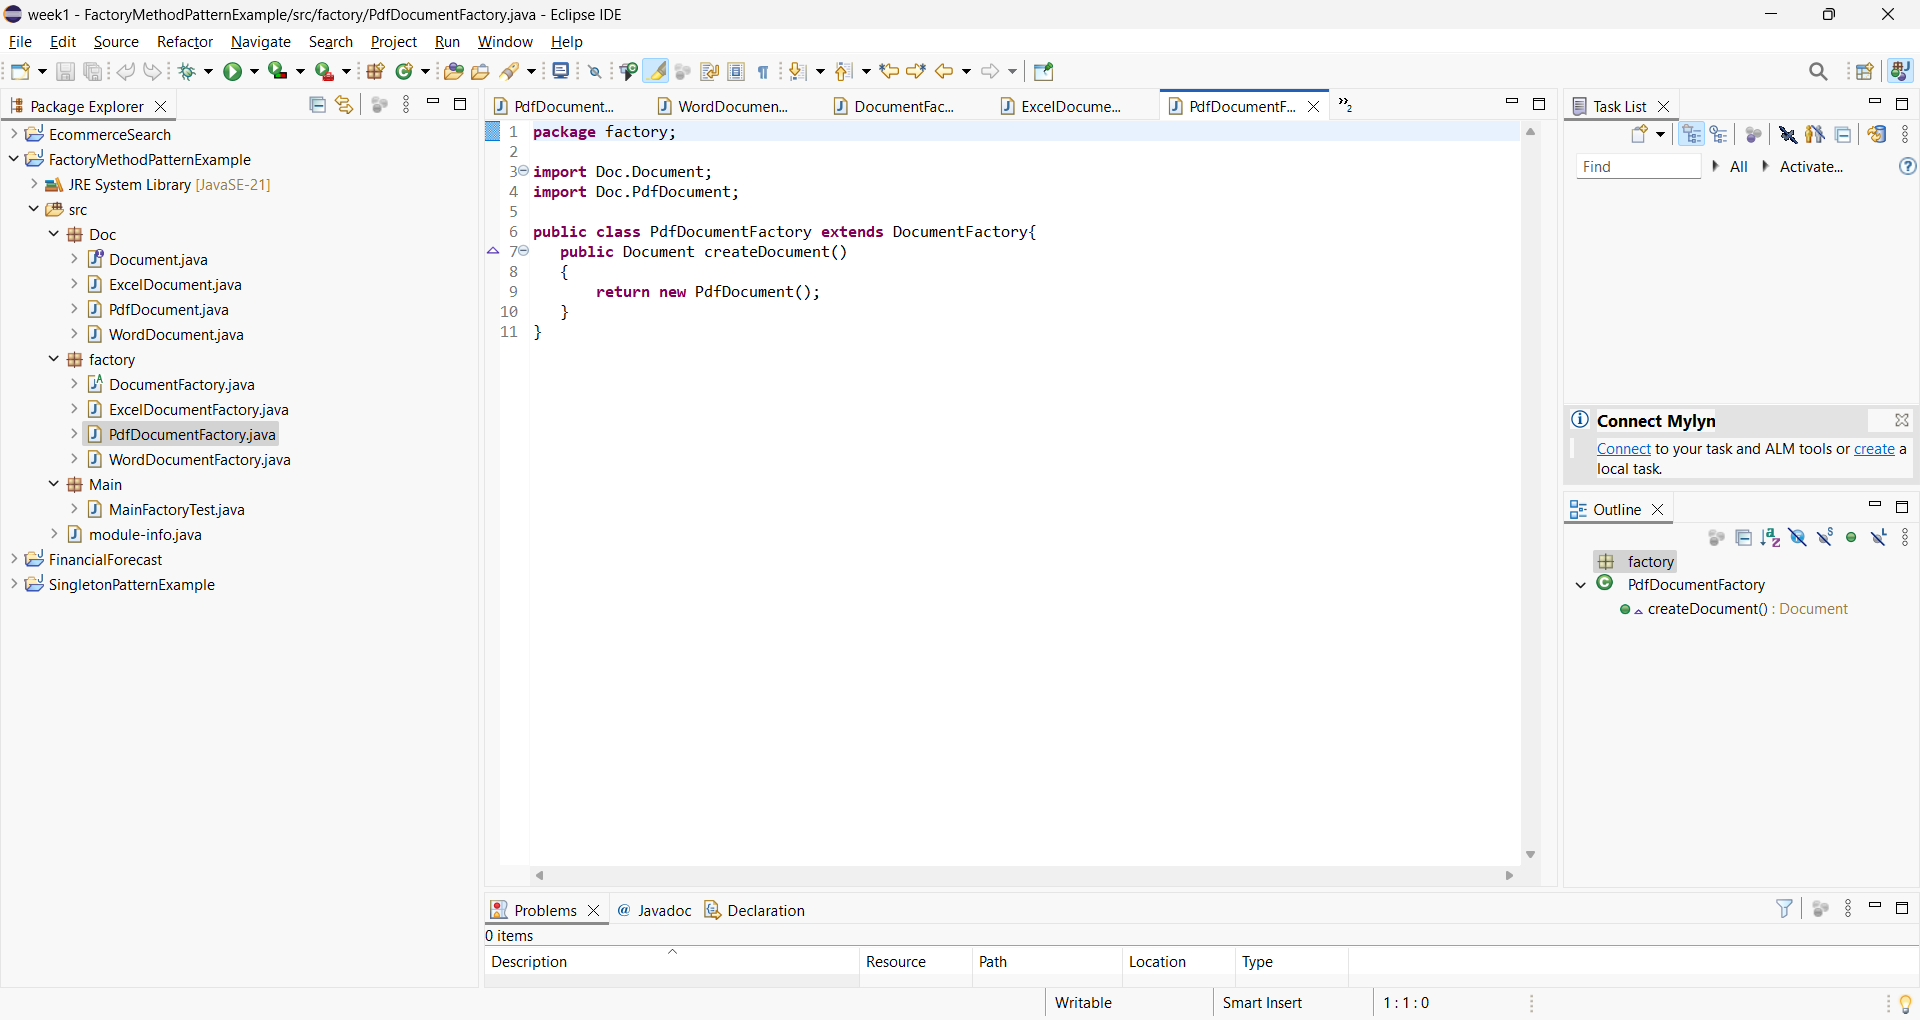 week1 - FactoryMethodPatternExample/src/factory/PdfDocumentFactory.java - Eclipse IDE
File Edit Source Refactor Navigate Search Project Run Window Help
Package Explorer
EcommerceSearch
FactoryMethodPatternExample
JRE System Library [JavaSE-21]
src
Doc
Document.java
ExcelDocument.java
PdfDocument.java
WordDocument.java
factory
DocumentFactory.java
ExcelDocumentFactory.java
PdfDocumentFactory.java
WordDocumentFactory.java
Main
MainFactoryTest.java
module-info.java
FinancialForecast
SingletonPatternExample
PdfDocument... WordDocumen... DocumentFac... ExcelDocume... PdfDocumentF... »2
1 package factory;
2
3 import Doc.Document;
4 import Doc.PdfDocument;
5
6 public class PdfDocumentFactory extends DocumentFactory{
7 public Document createDocument()
8 {
9 return new PdfDocument();
10 }
11 }
Task List
Find All Activate...
Connect Mylyn
Connect to your task and ALM tools or create a
local task.
Outline
factory
PdfDocumentFactory
createDocument() : Document
Problems @ Javadoc Declaration
0 items
Description Resource Path Location Type
Writable Smart Insert 1 : 1 : 0